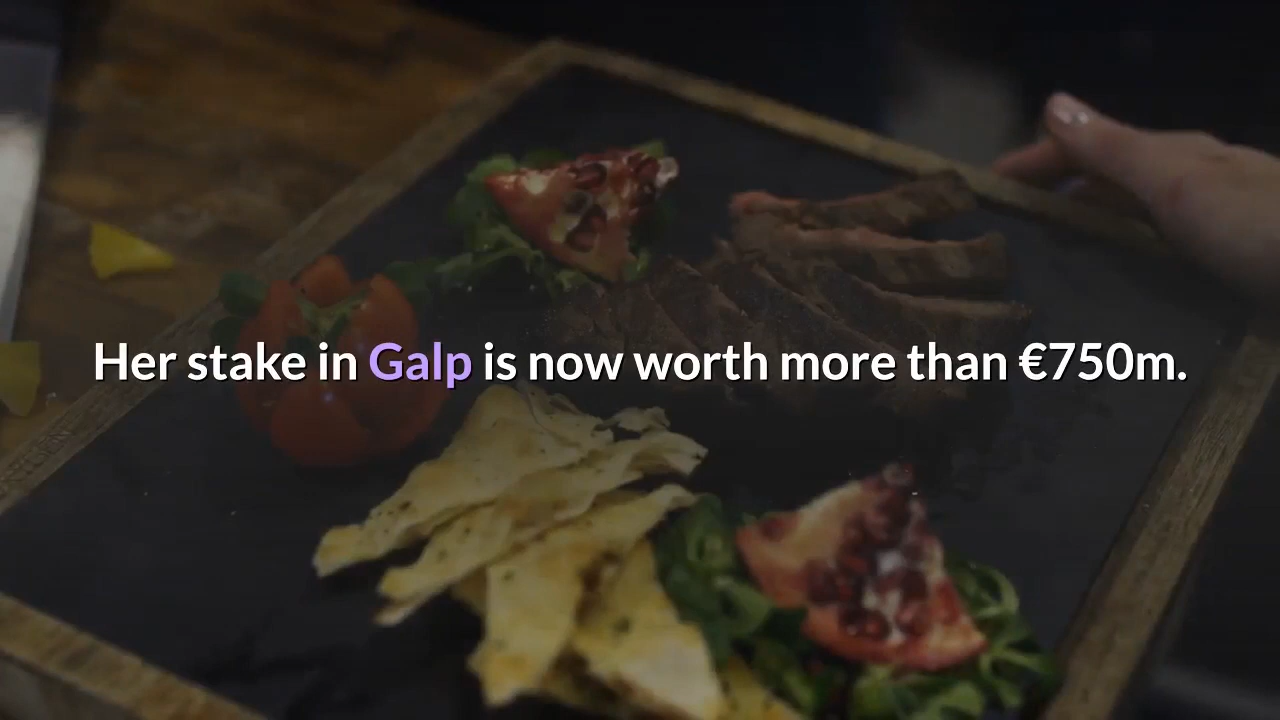 Her stake in Galp is now worth more than €750m.